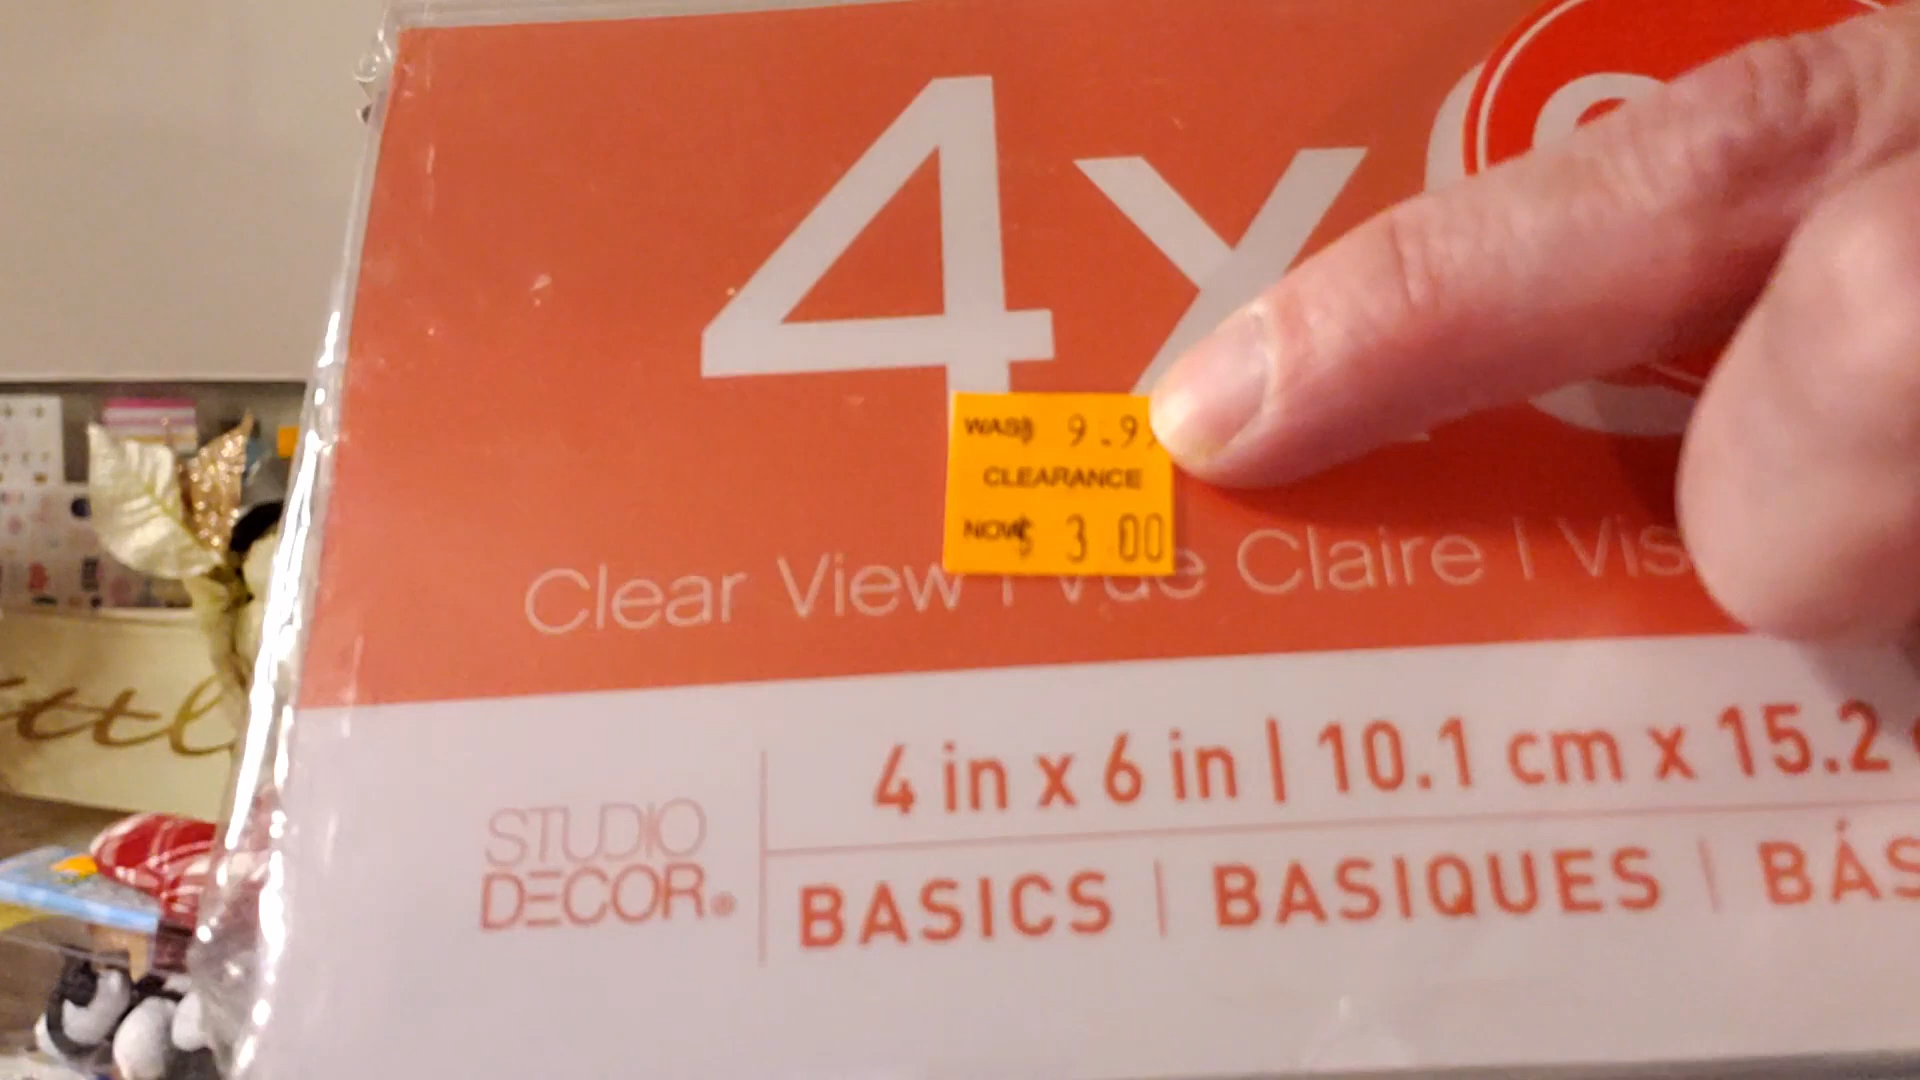 4x
WAS$ 9.9
CLEARANCE
NOW$ 3.00
Clear View | Vue Claire | Vis
4 in x 6 in | 10.1 cm x 15.2
STUDIO
DECOR®
BASICS | BASIQUES | BÁS